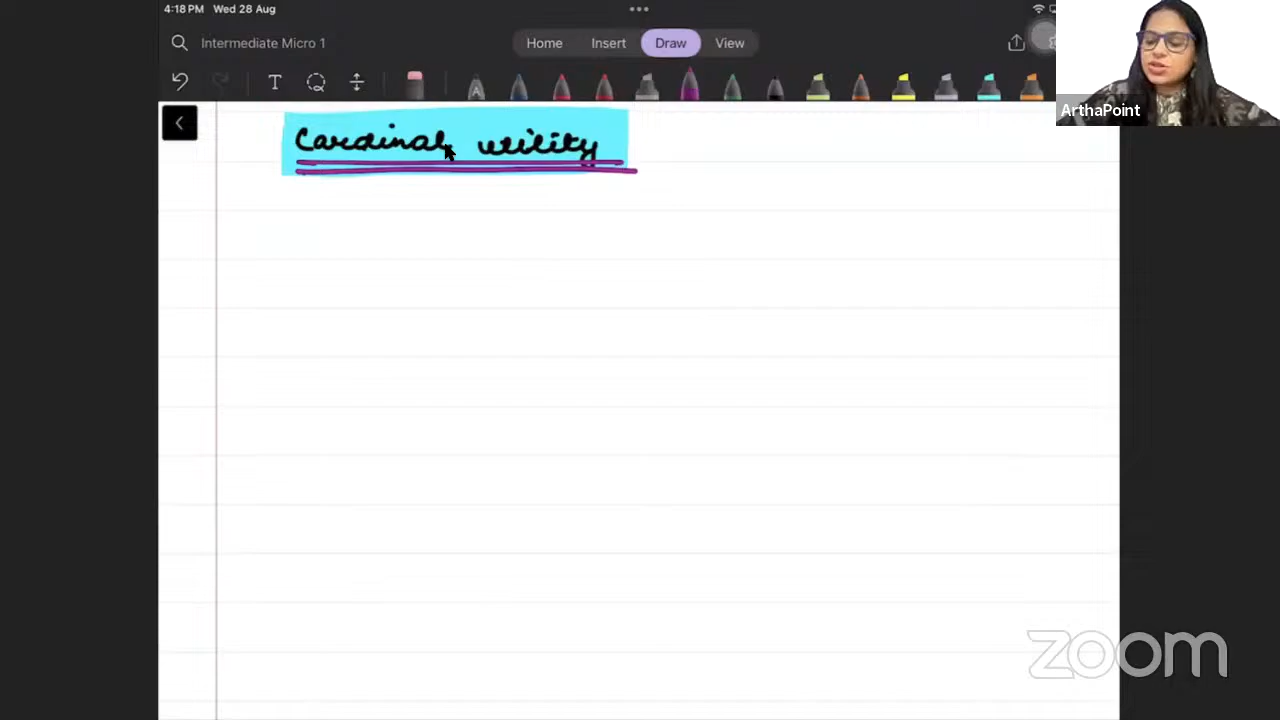 4:18 PM Wed 28 Aug
Intermediate Micro 1
Home Insert Draw View
T
A
ArthaPoint
Cardinal utility
zoom